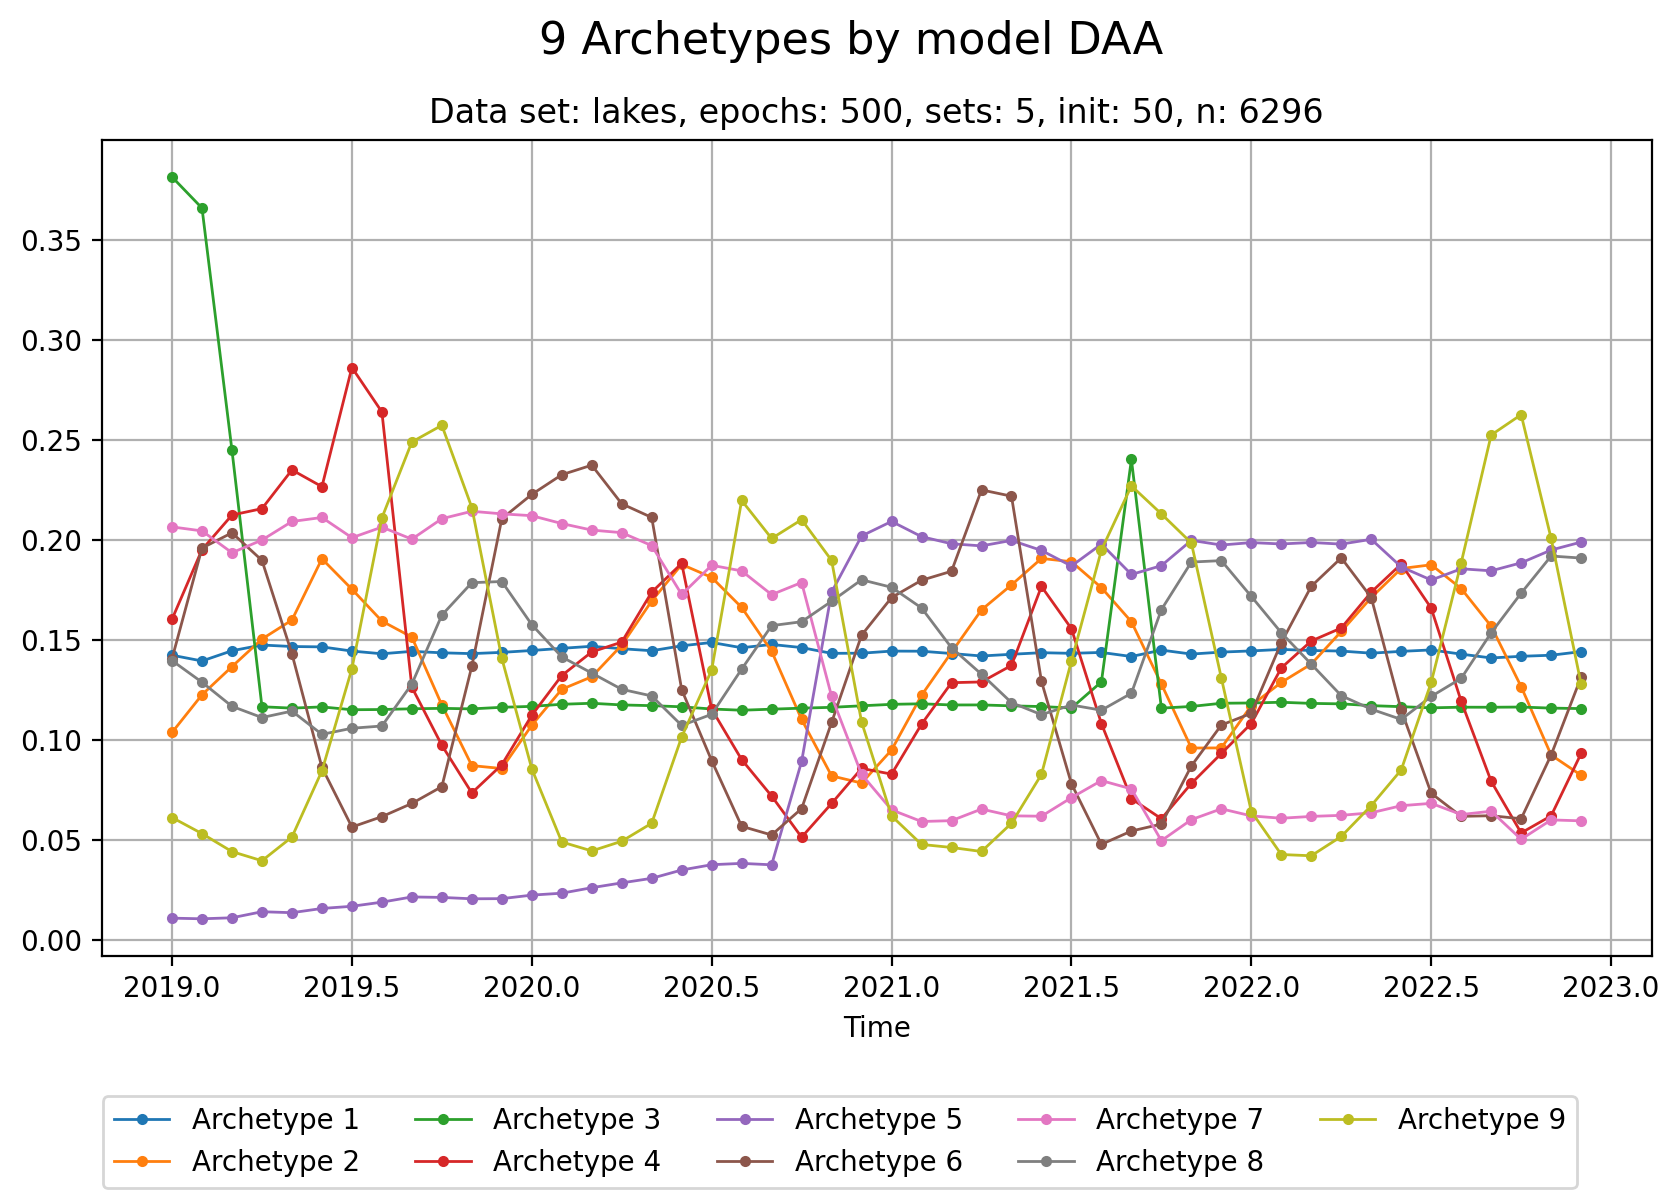 9 Archetypes by model DAA
Data set: lakes, epochs: 500, sets: 5, init: 50, n: 6296
0.35
0.30
0.25
0.20
0.15
0.10
0.05
0.00
2019.0 2019.5 2020.0 2020.5 2021.0 2021.5 2022.0 2022.5 2023.0
Time
Archetype 1 Archetype 3 Archetype 5 Archetype 7 Archetype 9
Archetype 2 Archetype 4 Archetype 6 Archetype 8